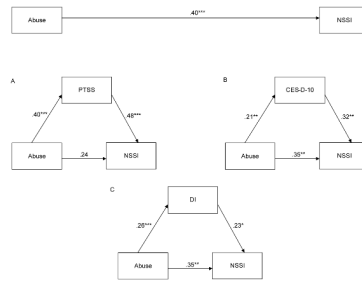 .40***
Abuse NSSI
A B
PTSS CES-D-10
.40*** .48*** .21** .32**
Abuse .24 NSSI Abuse .35** NSSI
C
DI
.26*** .23*
Abuse .35** NSSI